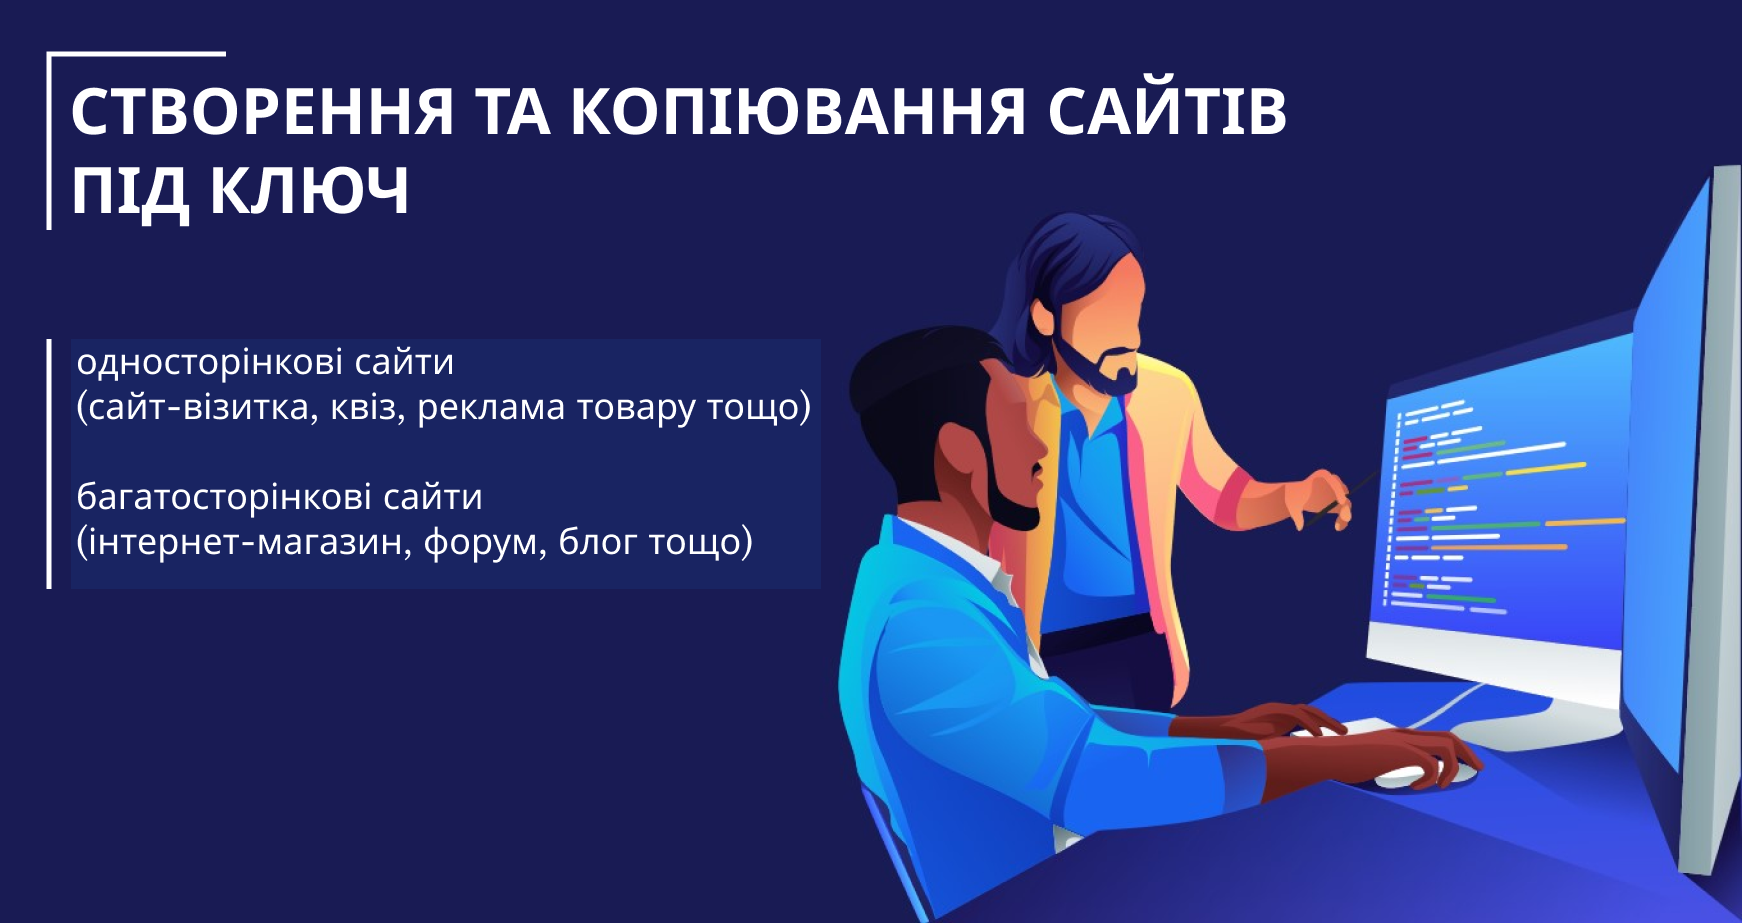 СТВОРЕННЯ ТА КОПІЮВАННЯ САЙТІВ
ПІД КЛЮЧ
односторінкові сайти
(сайт-візитка, квіз, реклама товару тощо)
багатосторінкові сайти
(інтернет-магазин, форум, блог тощо)